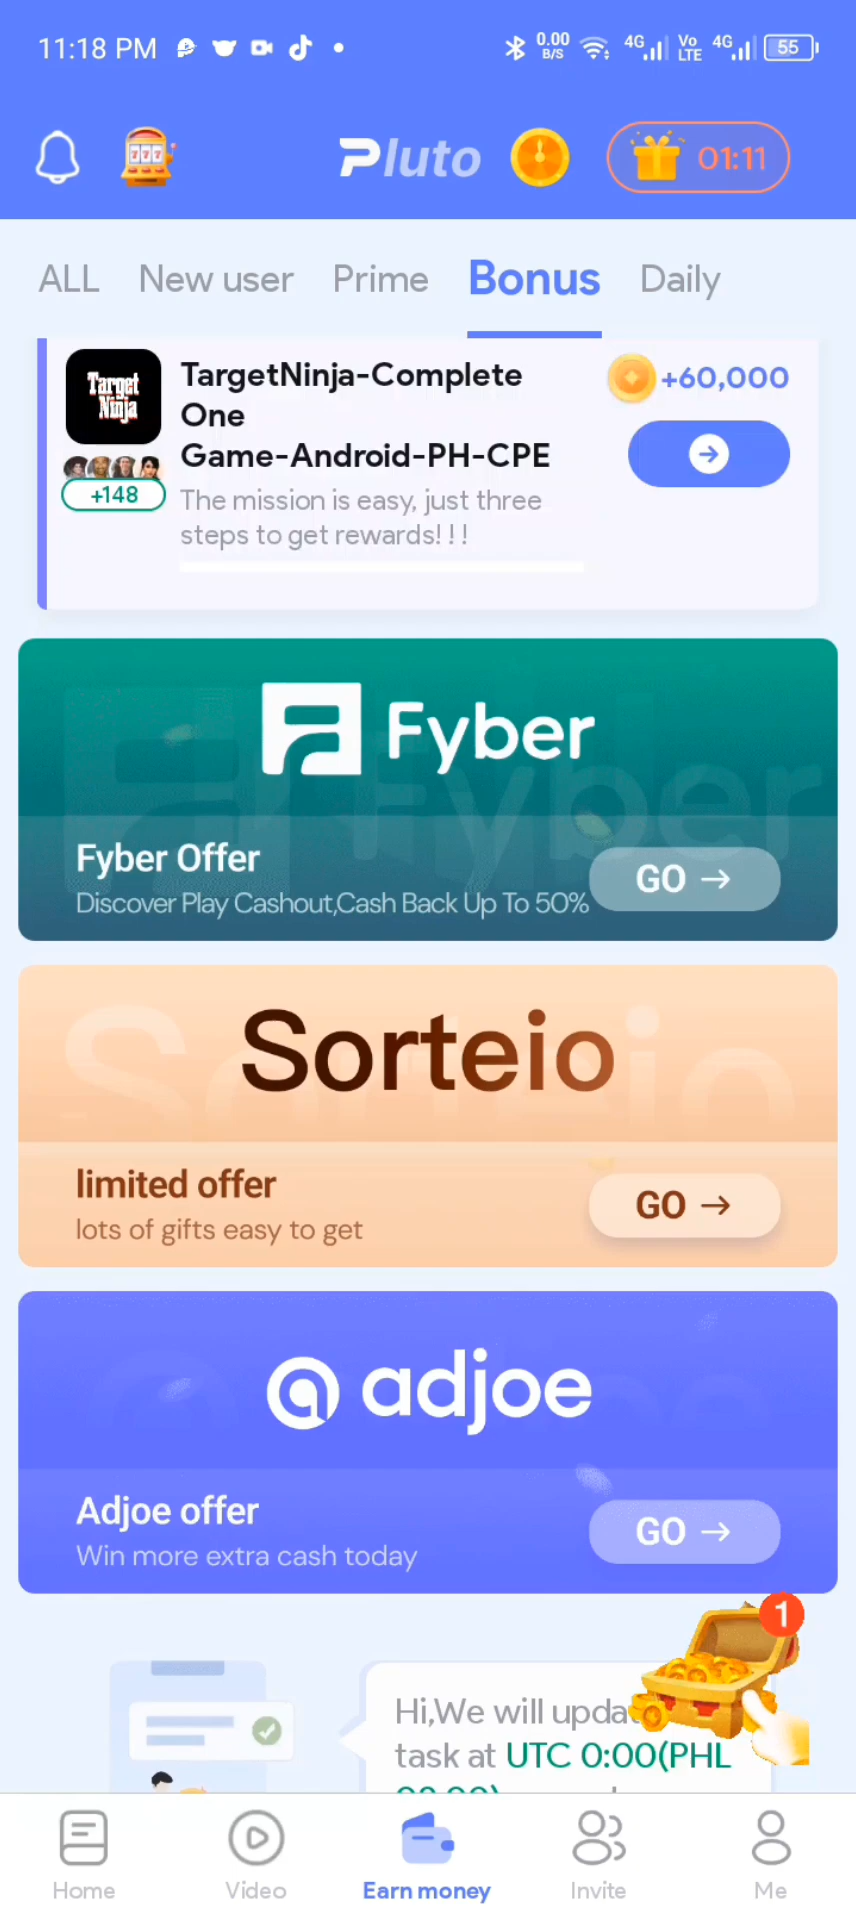 11:18 PM
0.00 B/S
4G
Vo LTE
4G
55
Pluto
01:11
ALL New user Prime Bonus Daily
Target
Ninja
+148
TargetNinja-Complete
One
Game-Android-PH-CPE
The mission is easy, just three
steps to get rewards!!!
+60,000
Fyber
Fyber Offer
Discover Play Cashout,Cash Back Up To 50%
GO →
Sorteio
limited offer
lots of gifts easy to get
GO →
adjoe
Adjoe offer
Win more extra cash today
GO →
1
Hi,We will
task at UTC 0:00(PHL
Home Video Earn money Invite Me